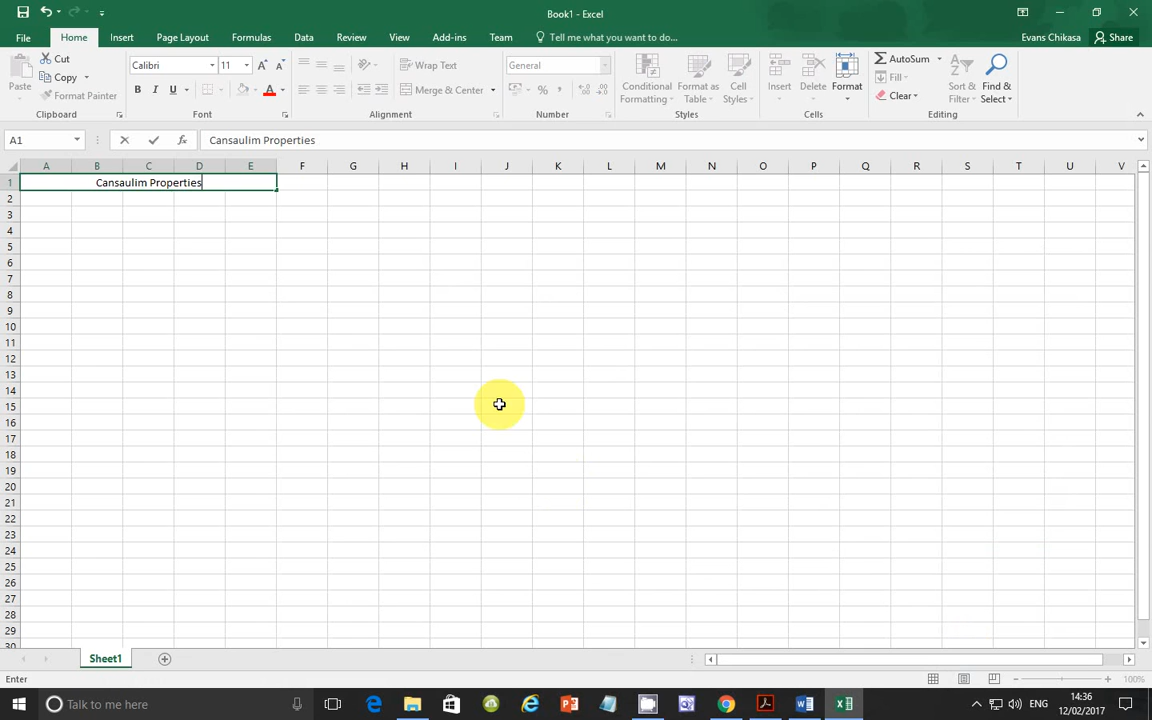 Book1 - Excel
File Home Insert Page Layout Formulas Data Review View Add-ins Team Tell me what you want to do... Evans Chikasa Share
Paste Cut Copy Format Painter
Calibri 11 B I U A
Wrap Text Merge & Center
General %
Conditional Formatting Format as Table Cell Styles
Insert Delete Format
AutoSum Fill Clear Sort & Filter Find & Select
Clipboard Font Alignment Number Styles Cells Editing
A1 fx Cansaulim Properties
A B C D E F G H I J K L M N O P Q R S T U V
1 Cansaulim Properties
2
3
4
5
6
7
8
9
10
11
12
13
14
15
16
17
18
19
20
21
22
23
24
25
26
27
28
29
30
Sheet1
Enter 100%
Talk to me here ENG 14:36
12/02/2017